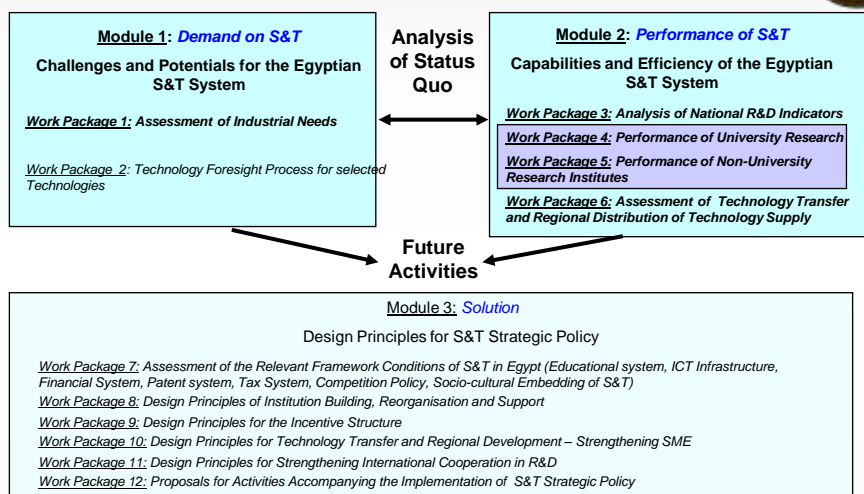 Module 1: Demand on S&T
Challenges and Potentials for the Egyptian
S&T System
Work Package 1: Assessment of Industrial Needs
Work Package 2: Technology Foresight Process for selected
Technologies
Analysis
of Status
Quo
Module 2: Performance of S&T
Capabilities and Efficiency of the Egyptian
S&T System
Work Package 3: Analysis of National R&D Indicators
Work Package 4: Performance of University Research
Work Package 5: Performance of Non-University
Research Institutes
Work Package 6: Assessment of Technology Transfer
and Regional Distribution of Technology Supply
Future
Activities
Module 3: Solution
Design Principles for S&T Strategic Policy
Work Package 7: Assessment of the Relevant Framework Conditions of S&T in Egypt (Educational system, ICT Infrastructure,
Financial System, Patent system, Tax System, Competition Policy, Socio-cultural Embedding of S&T)
Work Package 8: Design Principles of Institution Building, Reorganisation and Support
Work Package 9: Design Principles for the Incentive Structure
Work Package 10: Design Principles for Technology Transfer and Regional Development – Strengthening SME
Work Package 11: Design Principles for Strengthening International Cooperation in R&D
Work Package 12: Proposals for Activities Accompanying the Implementation of S&T Strategic Policy